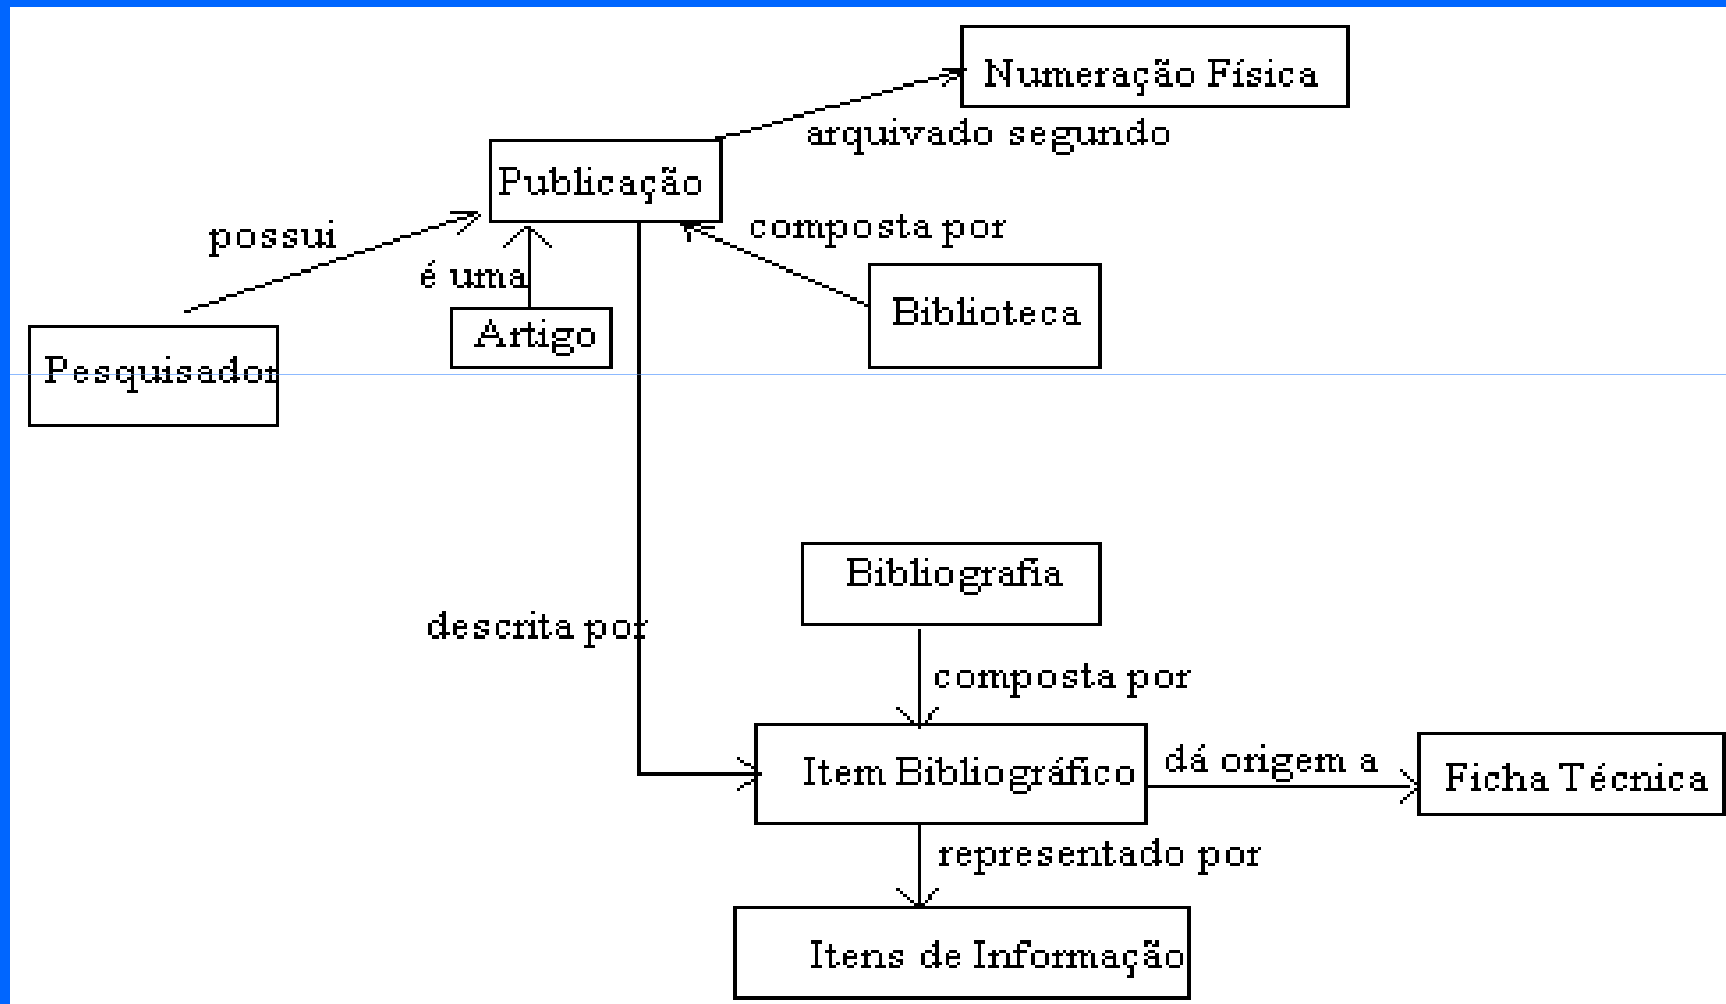 Numeração Física
arquivado segundo
Publicação
possui
composta por
é uma
Biblioteca
Artigo
Pesquisador
Bibliografia
descrita por
composta por
Item Bibliográfico
dá origem a
Ficha Técnica
representado por
Itens de Informação